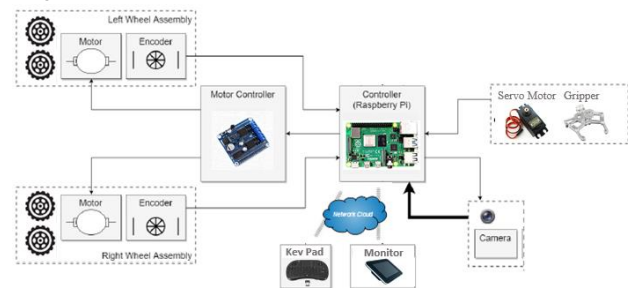 Left Wheel Assembly
Motor
Encoder
Motor Controller
Controller
(Raspberry Pi)
Servo Motor
Gripper
Motor
Encoder
Right Wheel Assembly
Network Cloud
Kev Pad
Monitor
Camera